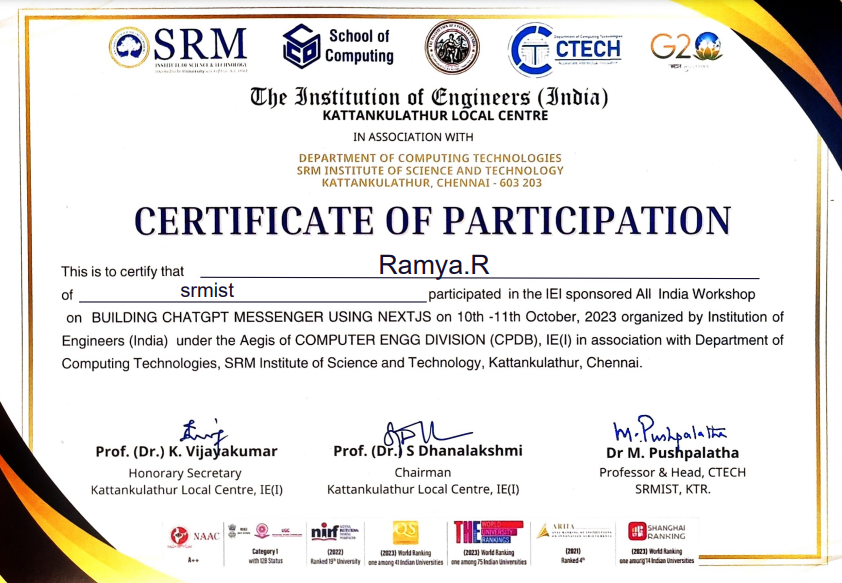 SRM
INSTITUTE OF SCIENCE & TECHNOLOGY
School of
Computing
Department of Computing Technologies
CTECH
G20
The Institution of Engineers (India)
KATTANKULATHUR LOCAL CENTRE
IN ASSOCIATION WITH
DEPARTMENT OF COMPUTING TECHNOLOGIES
SRM INSTITUTE OF SCIENCE AND TECHNOLOGY
KATTANKULATHUR, CHENNAI - 603 203
CERTIFICATE OF PARTICIPATION
This is to certify that Ramya.R
of srmist participated in the IEI sponsored All India Workshop
on BUILDING CHATGPT MESSENGER USING NEXTJS on 10th -11th October, 2023 organized by Institution of
Engineers (India) under the Aegis of COMPUTER ENGG DIVISION (CPDB), IE(I) in association with Department of
Computing Technologies, SRM Institute of Science and Technology, Kattankulathur, Chennai.
M. Pushpalatha
Prof. (Dr.) K. Vijayakumar
Honorary Secretary
Kattankulathur Local Centre, IE(I)
Prof. (Dr.) S Dhanalakshmi
Chairman
Kattankulathur Local Centre, IE(I)
Dr M. Pushpalatha
Professor & Head, CTECH
SRMIST, KTR.
NAAC
A++
UGC
Category 1
with 12B Status
nirf
(2022)
Ranked 19th University
QS
(2023) World Ranking
one among 41 Indian Universities
THE WORLD UNIVERSITY RANKINGS
(2023) World Ranking
one among 75 Indian Universities
ARIIA
(2021)
Ranked 4th
SHANGHAI
RANKING
(2023) World Ranking
one among 14 Indian Universities